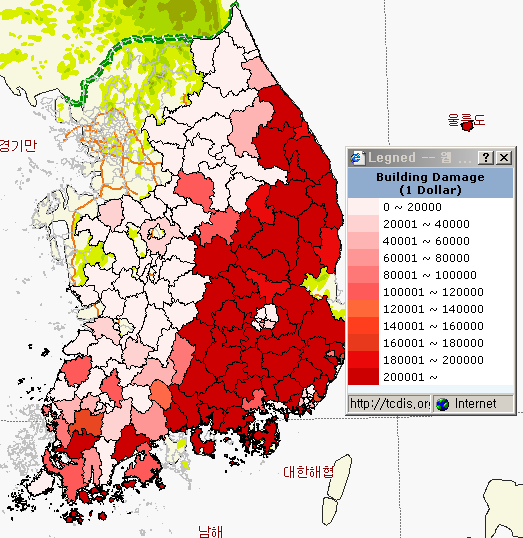 경기만
울릉도
Legned -- 웹 ...
Building Damage
(1 Dollar)
0 ~ 20000
20001 ~ 40000
40001 ~ 60000
60001 ~ 80000
80001 ~ 100000
100001 ~ 120000
120001 ~ 140000
140001 ~ 160000
160001 ~ 180000
180001 ~ 200000
200001 ~
http://tcdis,org
Internet
대한해협
남해